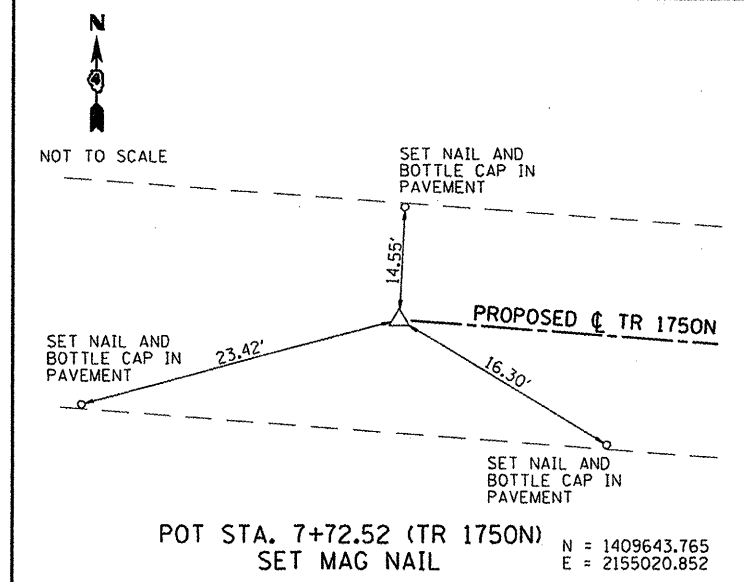 N
4
NOT TO SCALE
SET NAIL AND
BOTTLE CAP IN
PAVEMENT
14.55'
PROPOSED ℄ TR 1750N
SET NAIL AND
BOTTLE CAP IN
PAVEMENT
23.42'
16.30'
SET NAIL AND
BOTTLE CAP IN
PAVEMENT
POT STA. 7+72.52 (TR 1750N)
SET MAG NAIL
N = 1409643.765
E = 2155020.852